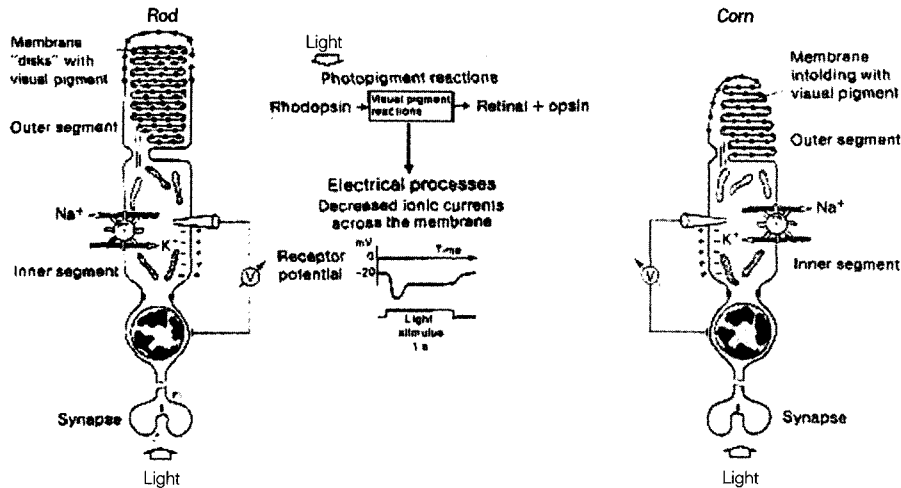 Rod
Membrane
"disks" with
visual pigment
Outer segment
Na⁺
K⁺
Inner segment
V
Synapse
Light
Light
Photopigment reactions
Rhodopsin
Visual pigment
reactions
Retinal + opsin
Electrical processes
Decreased ionic currents
across the membrane
Receptor
potential
mV
0
-20
Time
Light
stimulus
1 s
Corn
Membrane
infolding with
visual pigment
Outer segment
Na⁺
K⁺
Inner segment
V
Synapse
Light